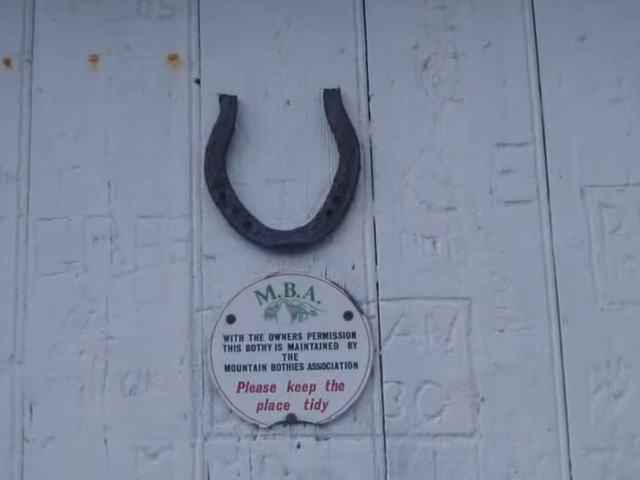 M.B.A.
WITH THE OWNERS PERMISSION
THIS BOTHY IS MAINTAINED BY
THE
MOUNTAIN BOTHIES ASSOCIATION
Please keep the
place tidy